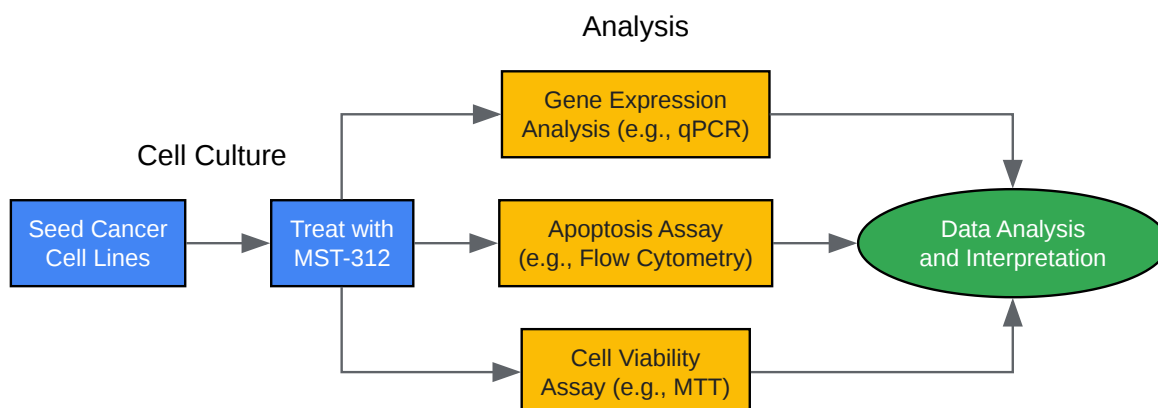 Analysis
Gene Expression
Analysis (e.g., qPCR)
Cell Culture
Seed Cancer
Cell Lines
Treat with
MST-312
Apoptosis Assay
(e.g., Flow Cytometry)
Data Analysis
and Interpretation
Cell Viability
Assay (e.g., MTT)